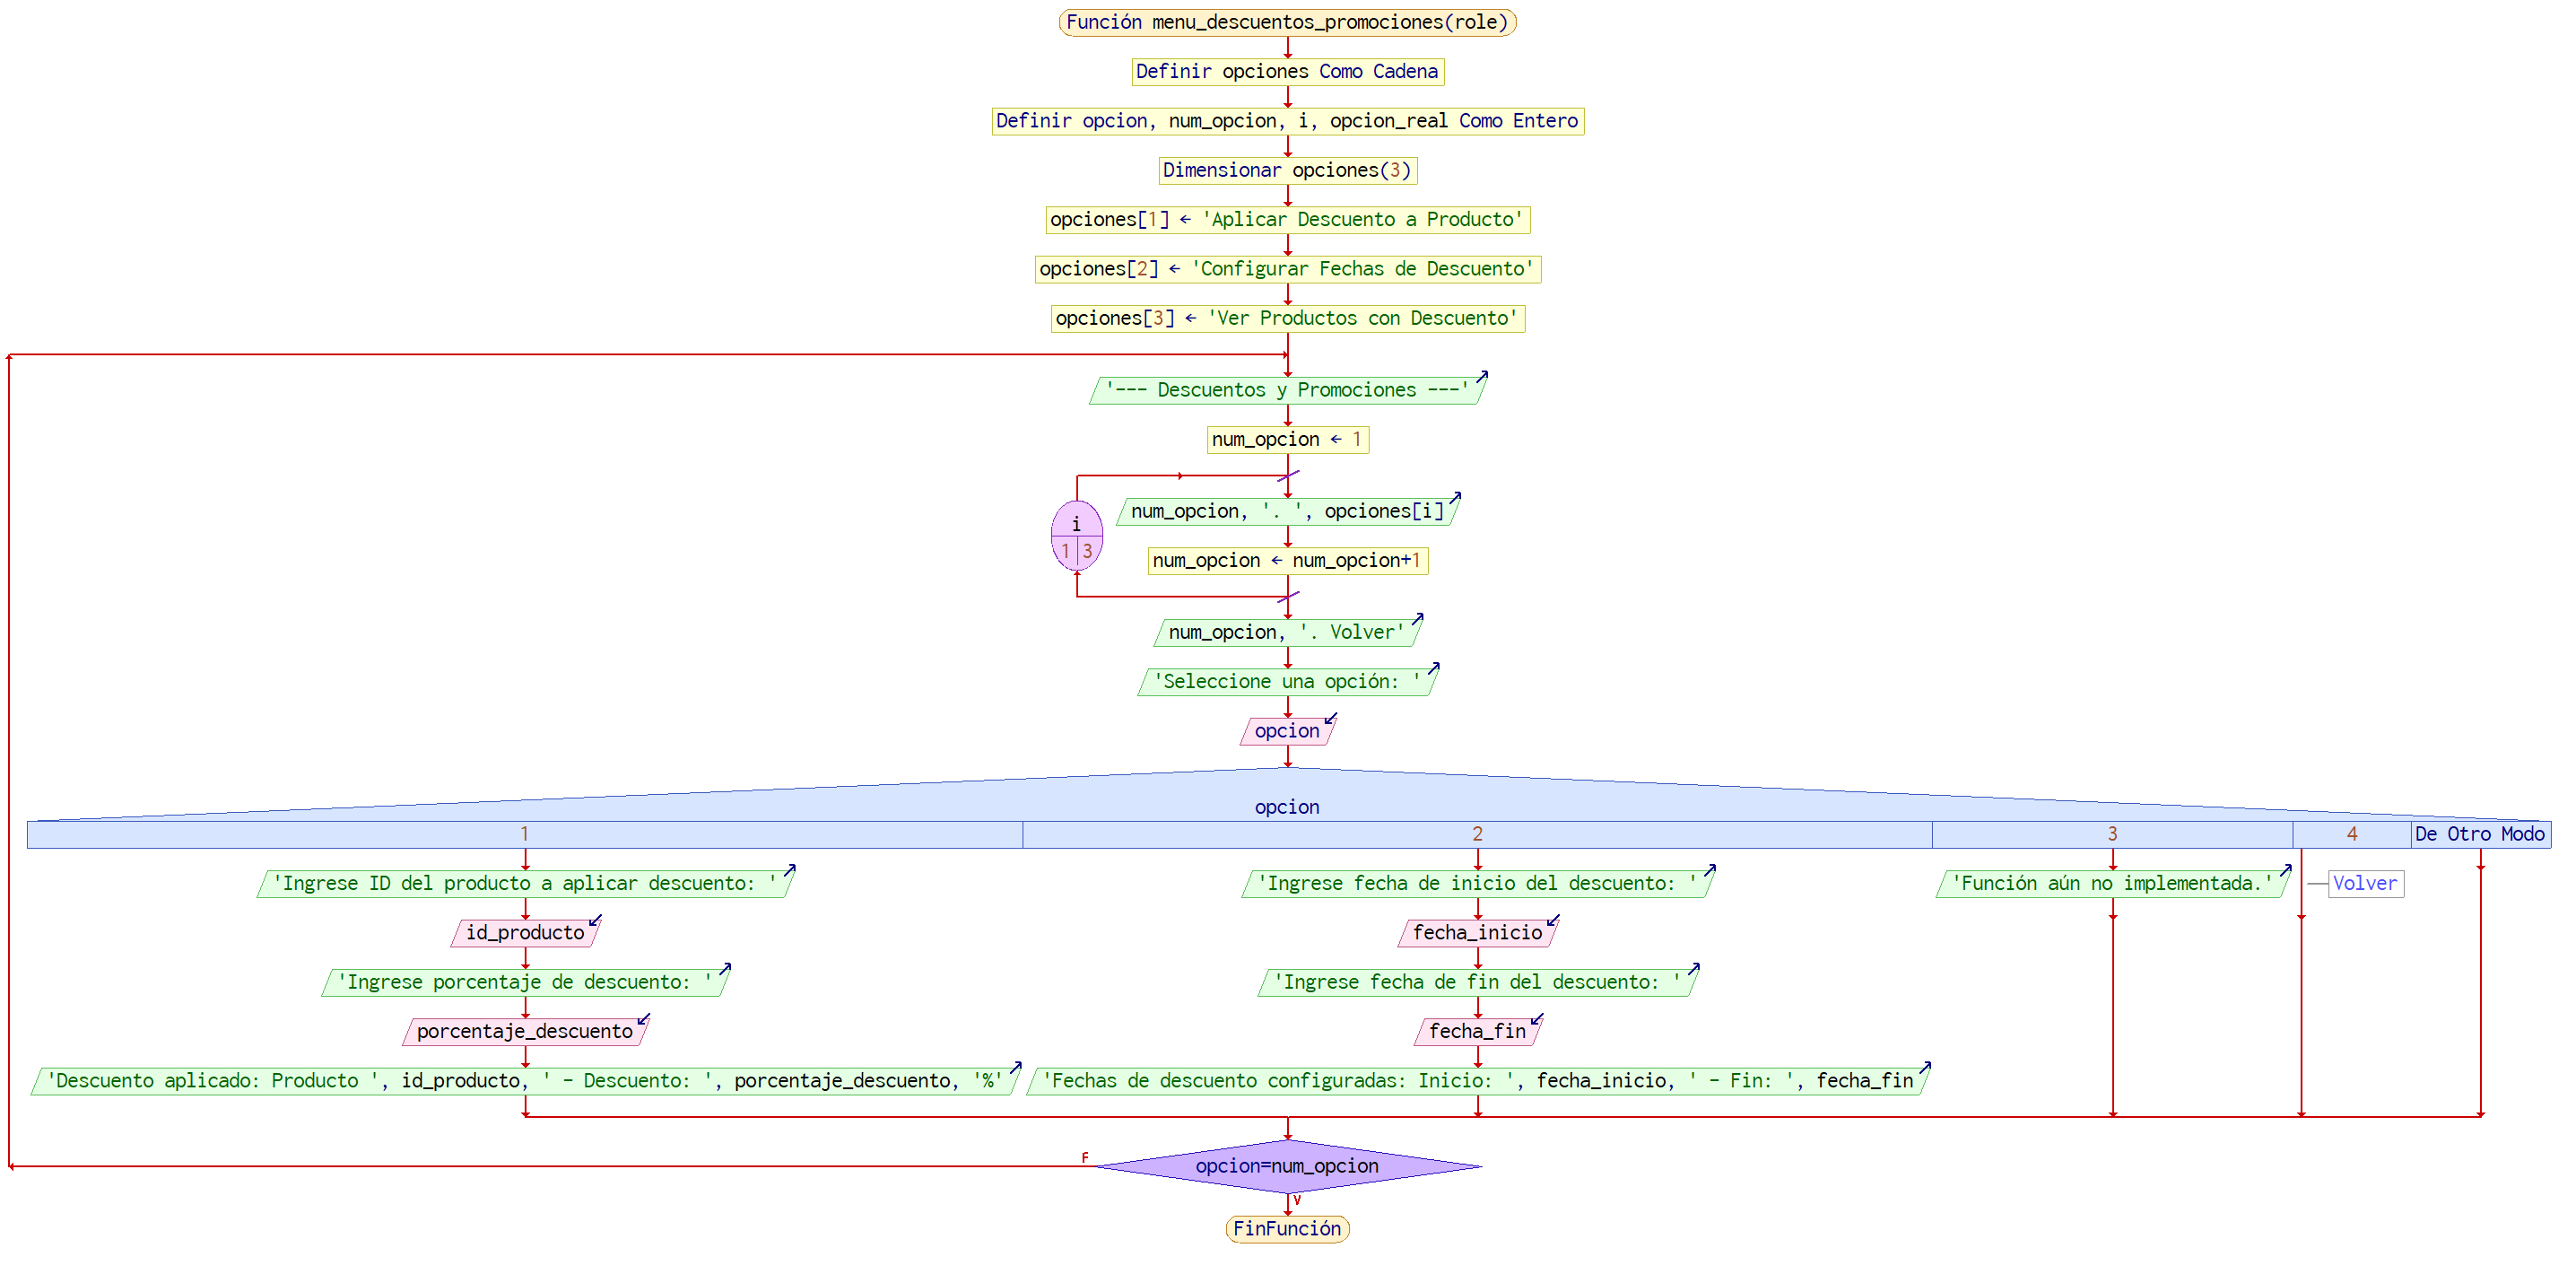 Función menu_descuentos_promociones(role)
Definir opciones Como Cadena
Definir opcion, num_opcion, i, opcion_real Como Entero
Dimensionar opciones(3)
opciones[1] ← 'Aplicar Descuento a Producto'
opciones[2] ← 'Configurar Fechas de Descuento'
opciones[3] ← 'Ver Productos con Descuento'
'--- Descuentos y Promociones ---'
num_opcion ← 1
num_opcion, '. ', opciones[i]
i
1 3
num_opcion ← num_opcion+1
num_opcion, '. Volver'
'Seleccione una opción: '
opcion
opcion
1 2 3 4 De Otro Modo
'Ingrese ID del producto a aplicar descuento: '
id_producto
'Ingrese porcentaje de descuento: '
porcentaje_descuento
'Descuento aplicado: Producto ', id_producto, ' - Descuento: ', porcentaje_descuento, '%'
'Ingrese fecha de inicio del descuento: '
fecha_inicio
'Ingrese fecha de fin del descuento: '
fecha_fin
'Fechas de descuento configuradas: Inicio: ', fecha_inicio, ' - Fin: ', fecha_fin
'Función aún no implementada.'
Volver
F
opcion=num_opcion
V
FinFunción